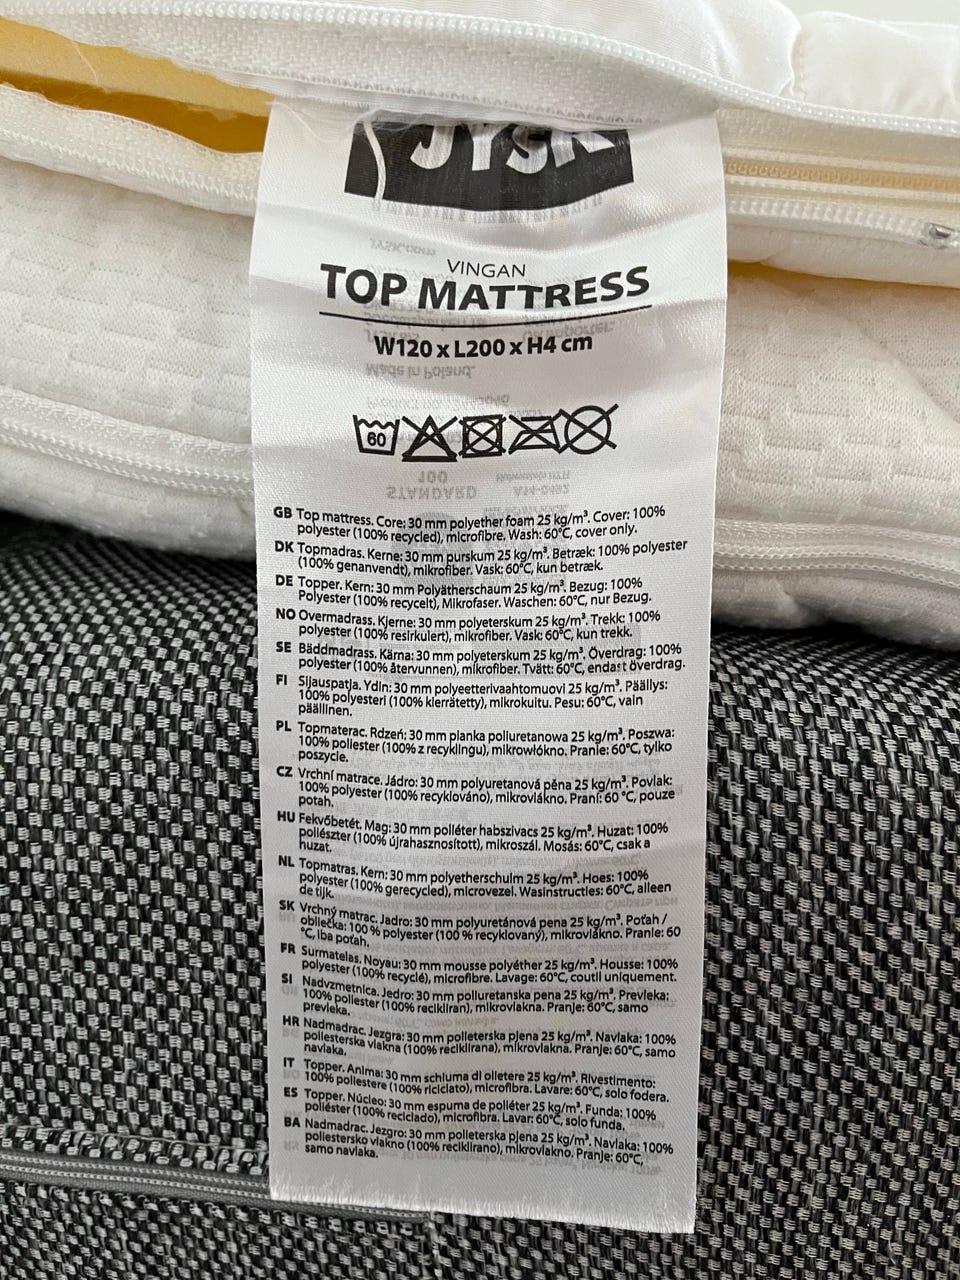 JYSK
VINGAN
TOP MATTRESS
W120 x L200 x H4 cm
60
GB Top mattress. Core: 30 mm polyether foam 25 kg/m³. Cover: 100%
polyester (100% recycled), microfibre. Wash: 60°C, cover only.
DK Topmadras. Kerne: 30 mm purskum 25 kg/m³. Betræk: 100% polyester
(100% genanvendt), mikrofiber. Vask: 60°C, kun betræk.
DE Topper. Kern: 30 mm Polyätherschaum 25 kg/m³. Bezug: 100%
Polyester (100% recycelt), Mikrofaser. Waschen: 60°C, nur Bezug.
NO Overmadrass. Kjerne: 30 mm polyeterskum 25 kg/m³. Trekk: 100%
polyester (100% resirkulert), mikrofiber. Vask: 60°C, kun trekk.
SE Bäddmadrass. Kärna: 30 mm polyeterskum 25 kg/m³. Överdrag: 100%
polyester (100% återvunnen), mikrofiber. Tvätt: 60°C, endast överdrag.
FI Sijauspatja. Ydin: 30 mm polyeetterivaahtomuovi 25 kg/m³. Päällys:
100% polyesteri (100% kierrätetty), mikrokuitu. Pesu: 60°C, vain
päällinen.
PL Topmaterac. Rdzeń: 30 mm pianka poliuretanowa 25 kg/m³. Poszwa:
100% poliester (100% z recyklingu), mikrowłókno. Pranie: 60°C, tylko
poszycie.
CZ Vrchní matrace. Jádro: 30 mm polyuretanová pěna 25 kg/m³. Povlak:
100% polyester (100% recyklováno), mikrovlákno. Praní: 60 °C, pouze
potah.
HU Fekvőbetét. Mag: 30 mm poliéter habszivacs 25 kg/m³. Huzat: 100%
poliészter (100% újrahasznosított), mikroszál. Mosás: 60°C, csak a
huzat.
NL Topmatras. Kern: 30 mm polyetherschuim 25 kg/m³. Hoes: 100%
polyester (100% gerecycled), microvezel. Wasinstructies: 60°C, alleen
de tijk.
SK Vrchný matrac. Jadro: 30 mm polyuretánová pena 25 kg/m³. Poťah /
obliečka: 100 % polyester (100 % recyklovaný), mikrovlákno. Pranie: 60
°C, iba poťah.
FR Surmatelas. Noyau: 30 mm mousse polyéther 25 kg/m³. Housse: 100%
polyester (100% recyclé), microfibre. Lavage: 60°C, coutil uniquement.
SI Nadvzmetnica. Jedro: 30 mm poliuretanska pena 25 kg/m³. Prevleka:
100% poliester (100% recikliran), mikrovlakna. Pranje: 60°C, samo
prevleka.
HR Nadmadrac. Jezgra: 30 mm polieterska pjena 25 kg/m³. Navlaka: 100%
poliesterska vlakna (100% reciklirana), mikrovlakna. Pranje: 60°C, samo
navlaka.
IT Topper. Anima: 30 mm schiuma di olietere 25 kg/m³. Rivestimento:
100% poliestere (100% riciclato), microfibra. Lavare: 60°C, solo fodera.
ES Topper. Núcleo: 30 mm espuma de poliéter 25 kg/m³. Funda: 100%
poliéster (100% reciclado), microfibra. Lavar: 60°C, solo funda.
BA Nadmadrac. Jezgro: 30 mm polieterska pjena 25 kg/m³. Navlaka: 100%
poliestersko vlakno (100% reciklirano), mikrovlakno. Pranje: 60°C,
samo navlaka.